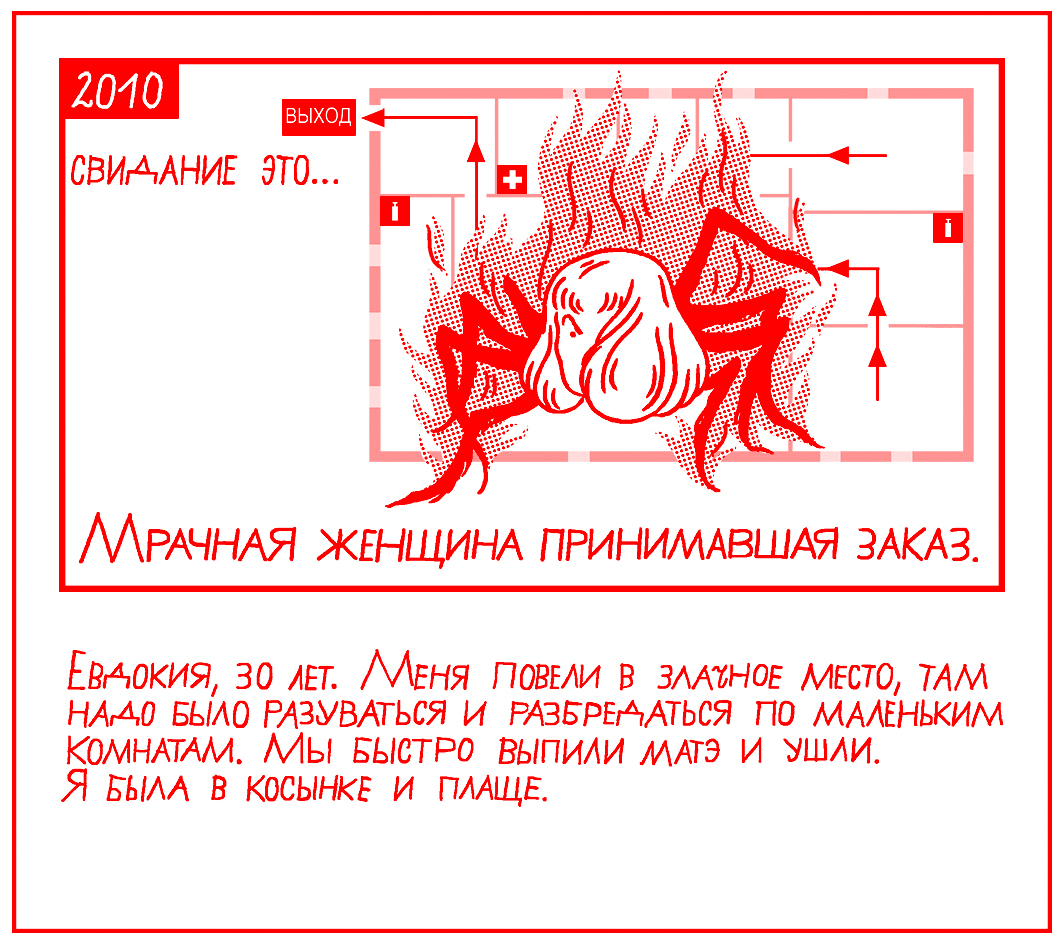 2010
ВЫХОД
СВИДАНИЕ ЭТО...
МРАЧНАЯ ЖЕНЩИНА ПРИНИМАВШАЯ ЗАКАЗ.
ЕВДОКИЯ, 30 ЛЕТ. МЕНЯ ПОВЕЛИ В ЗЛАЧНОЕ МЕСТО, ТАМ
НАДО БЫЛО РАЗУВАТЬСЯ И РАЗБРЕДАТЬСЯ ПО МАЛЕНЬКИМ
КОМНАТАМ. МЫ БЫСТРО ВЫПИЛИ МАТЭ И УШЛИ.
Я БЫЛА В КОСЫНКЕ И ПЛАЩЕ.